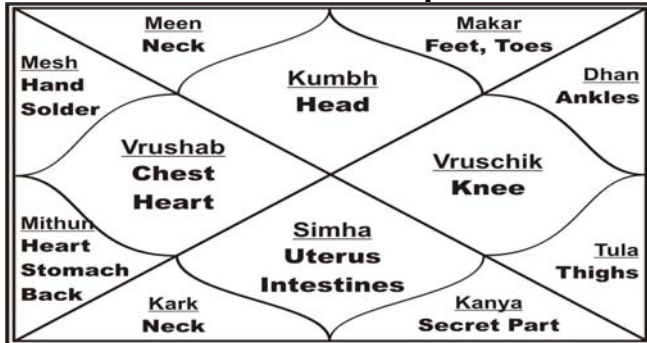 Meen
Neck
Makar
Feet, Toes
Mesh
Hand
Solder
Kumbh
Head
Dhan
Ankles
Vrushab
Chest
Heart
Vruschik
Knee
Mithun
Heart
Stomach
Back
Simha
Uterus
Intestines
Tula
Thighs
Kark
Neck
Kanya
Secret Part